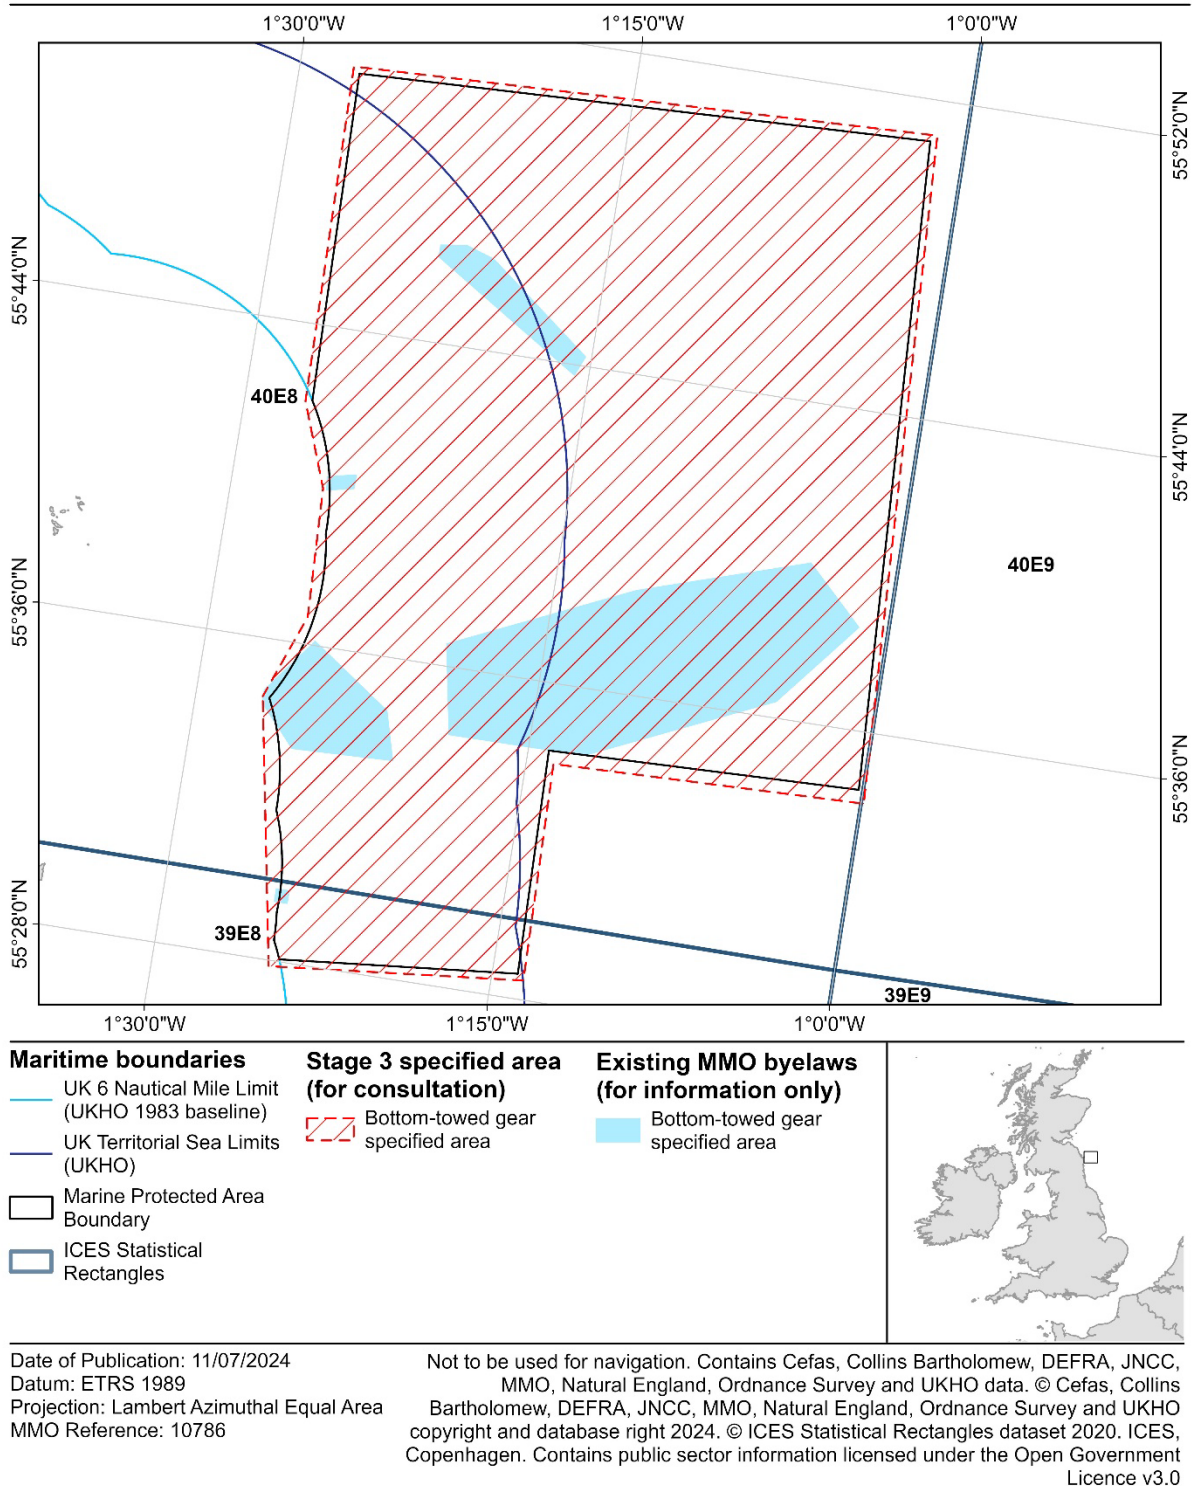 1°30'0"W
1°15'0"W
1°0'0"W
55°52'0"N
55°44'0"N
55°44'0"N
40E8
40E9
55°36'0"N
55°36'0"N
55°28'0"N
39E8
39E9
1°30'0"W
1°15'0"W
1°0'0"W
Maritime boundaries
UK 6 Nautical Mile Limit
(UKHO 1983 baseline)
UK Territorial Sea Limits
(UKHO)
Marine Protected Area
Boundary
ICES Statistical
Rectangles
Stage 3 specified area
(for consultation)
Bottom-towed gear
specified area
Existing MMO byelaws
(for information only)
Bottom-towed gear
specified area
Date of Publication: 11/07/2024
Datum: ETRS 1989
Projection: Lambert Azimuthal Equal Area
MMO Reference: 10786
Not to be used for navigation. Contains Cefas, Collins Bartholomew, DEFRA, JNCC,
MMO, Natural England, Ordnance Survey and UKHO data. © Cefas, Collins
Bartholomew, DEFRA, JNCC, MMO, Natural England, Ordnance Survey and UKHO
copyright and database right 2024. © ICES Statistical Rectangles dataset 2020. ICES,
Copenhagen. Contains public sector information licensed under the Open Government
Licence v3.0